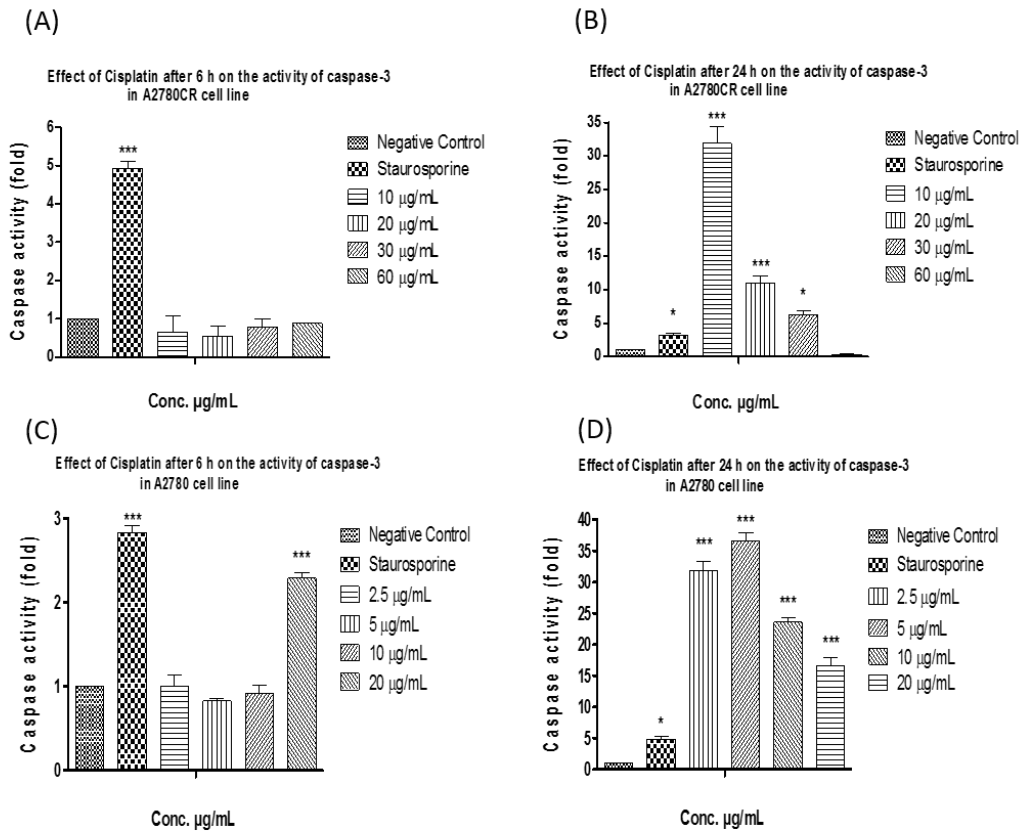 (A)
Effect of Cisplatin after 6 h on the activity of caspase-3
in A2780CR cell line
Caspase activity (fold)
6
5
4
3
2
1
0
***
Conc. µg/mL
Negative Control
Staurosporine
10 µg/mL
20 µg/mL
30 µg/mL
60 µg/mL
(B)
Effect of Cisplatin after 24 h on the activity of caspase-3
in A2780CR cell line
Caspase activity (fold)
35
30
25
20
15
10
5
0
*
***
***
*
Conc. µg/mL
Negative Control
Staurosporine
10 µg/mL
20 µg/mL
30 µg/mL
60 µg/mL
(C)
Effect of Cisplatin after 6 h on the activity of caspase-3
in A2780 cell line
Caspase activity (fold)
3
2
1
0
***
***
Conc. µg/mL
Negative Control
Staurosporine
2.5 µg/mL
5 µg/mL
10 µg/mL
20 µg/mL
(D)
Effect of Cisplatin after 24 h on the activity of caspase-3
in A2780 cell line
Caspase activity (fold)
40
35
30
25
20
15
10
5
0
*
***
***
***
***
Conc. µg/mL
Negative Control
Staurosporine
2.5 µg/mL
5 µg/mL
10 µg/mL
20 µg/mL